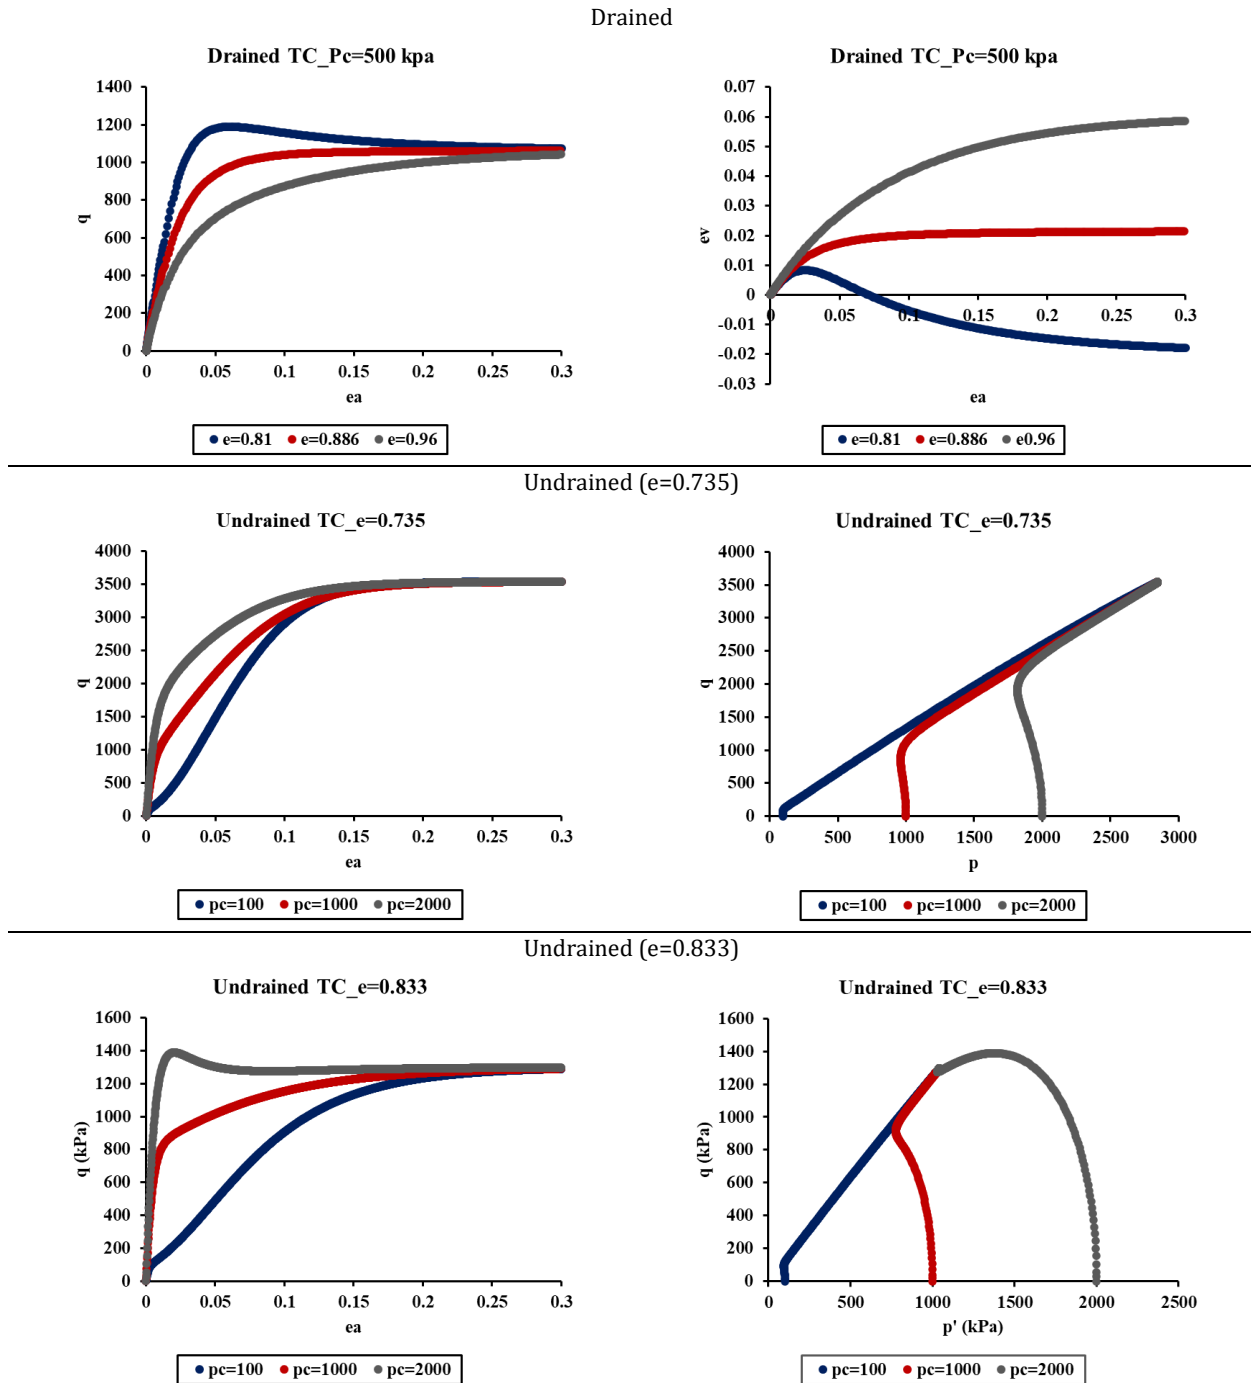 Drained
Drained TC_Pc=500 kpa
1400
1200
1000
800
600
400
200
0
q
0 0.05 0.1 0.15 0.2 0.25 0.3
ea
e=0.81 e=0.886 e=0.96
Drained TC_Pc=500 kpa
0.07
0.06
0.05
0.04
0.03
0.02
0.01
0
-0.01
-0.02
-0.03
ev
0 0.05 0.1 0.15 0.2 0.25 0.3
ea
e=0.81 e=0.886 e0.96
Undrained (e=0.735)
Undrained TC_e=0.735
4000
3500
3000
2500
2000
1500
1000
500
0
q
0 0.05 0.1 0.15 0.2 0.25 0.3
ea
pc=100 pc=1000 pc=2000
Undrained TC_e=0.735
4000
3500
3000
2500
2000
1500
1000
500
0
q
0 500 1000 1500 2000 2500 3000
p
pc=100 pc=1000 pc=2000
Undrained (e=0.833)
Undrained TC_e=0.833
1600
1400
1200
1000
800
600
400
200
0
q (kPa)
0 0.05 0.1 0.15 0.2 0.25 0.3
ea
pc=100 pc=1000 pc=2000
Undrained TC_e=0.833
1600
1400
1200
1000
800
600
400
200
0
q (kPa)
0 500 1000 1500 2000 2500
p' (kPa)
pc=100 pc=1000 pc=2000